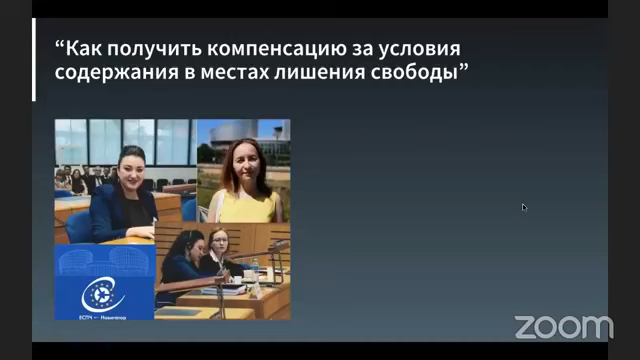 “Как получить компенсацию за условия
содержания в местах лишения свободы”
ЕСПЧ — Навигатор
zoom